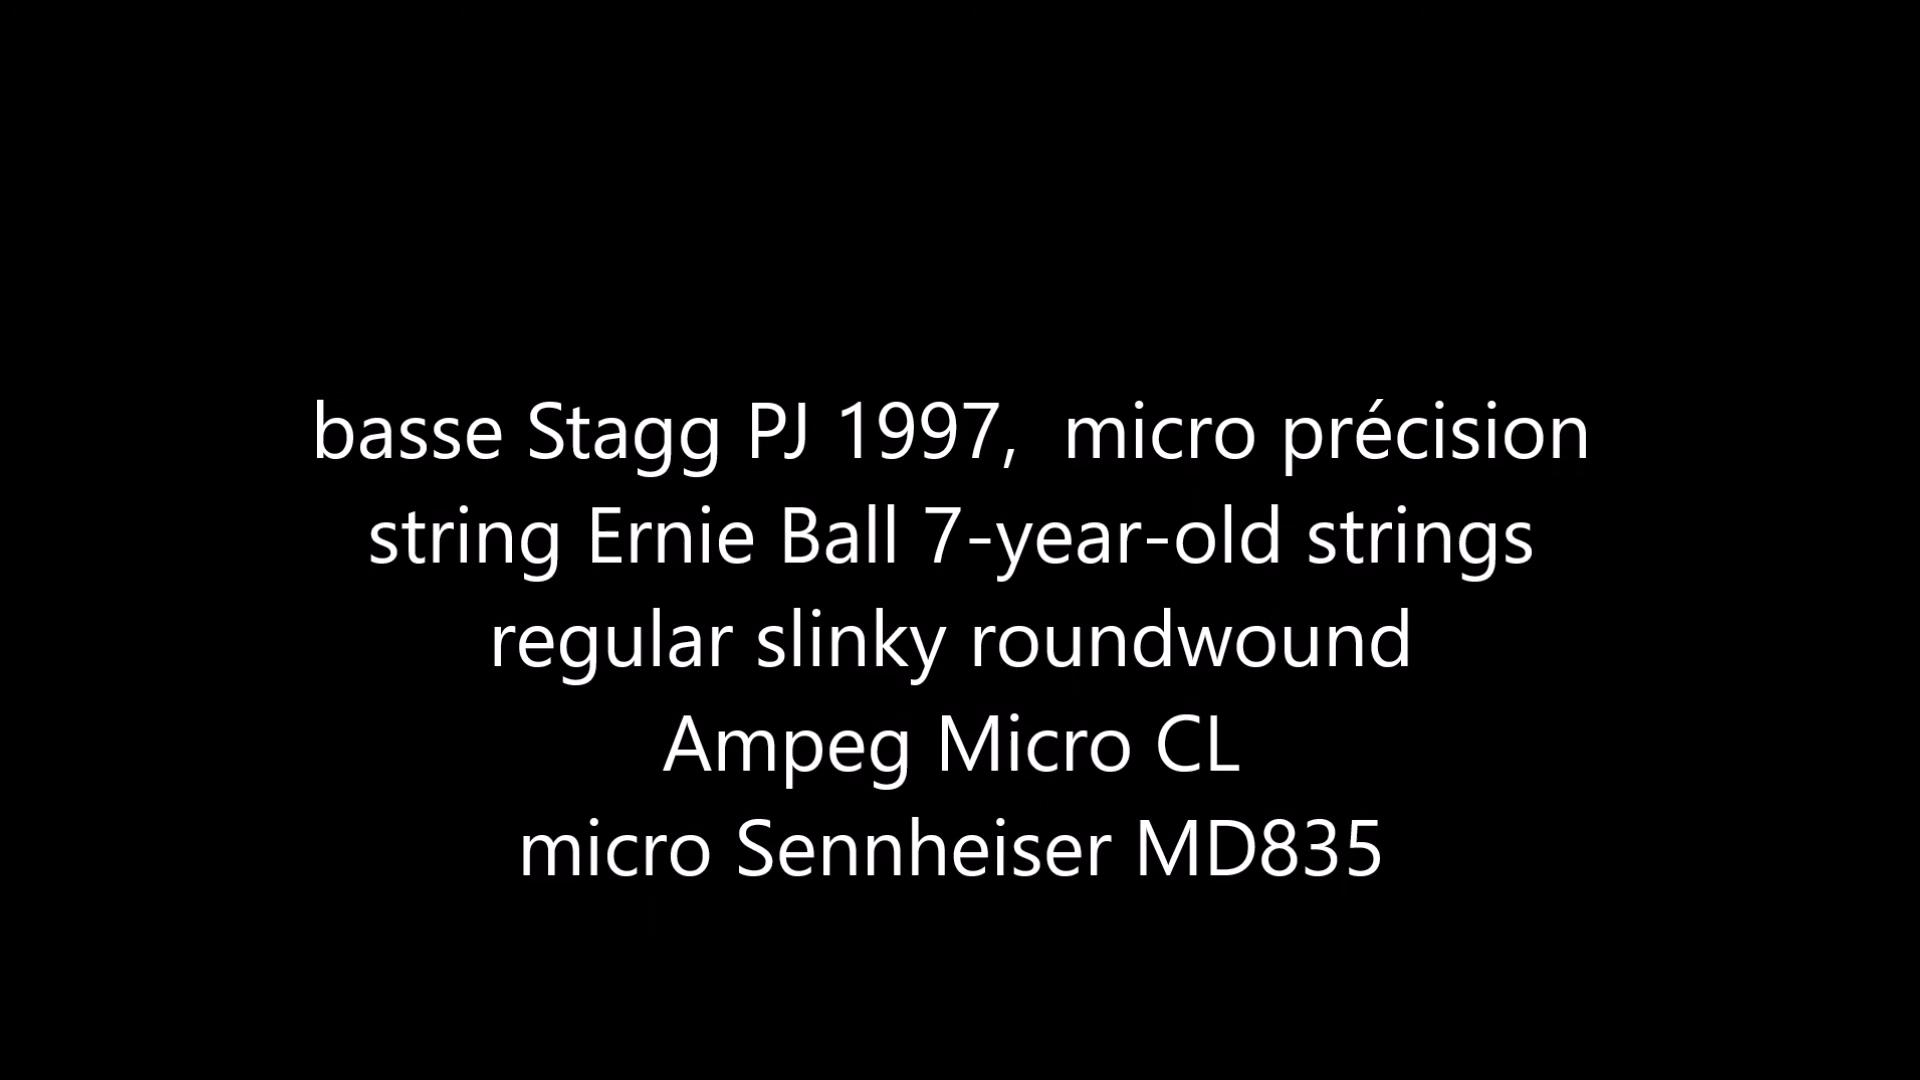 basse Stagg PJ 1997,  micro précision
string Ernie Ball 7-year-old strings
regular slinky roundwound
Ampeg Micro CL
micro Sennheiser MD835